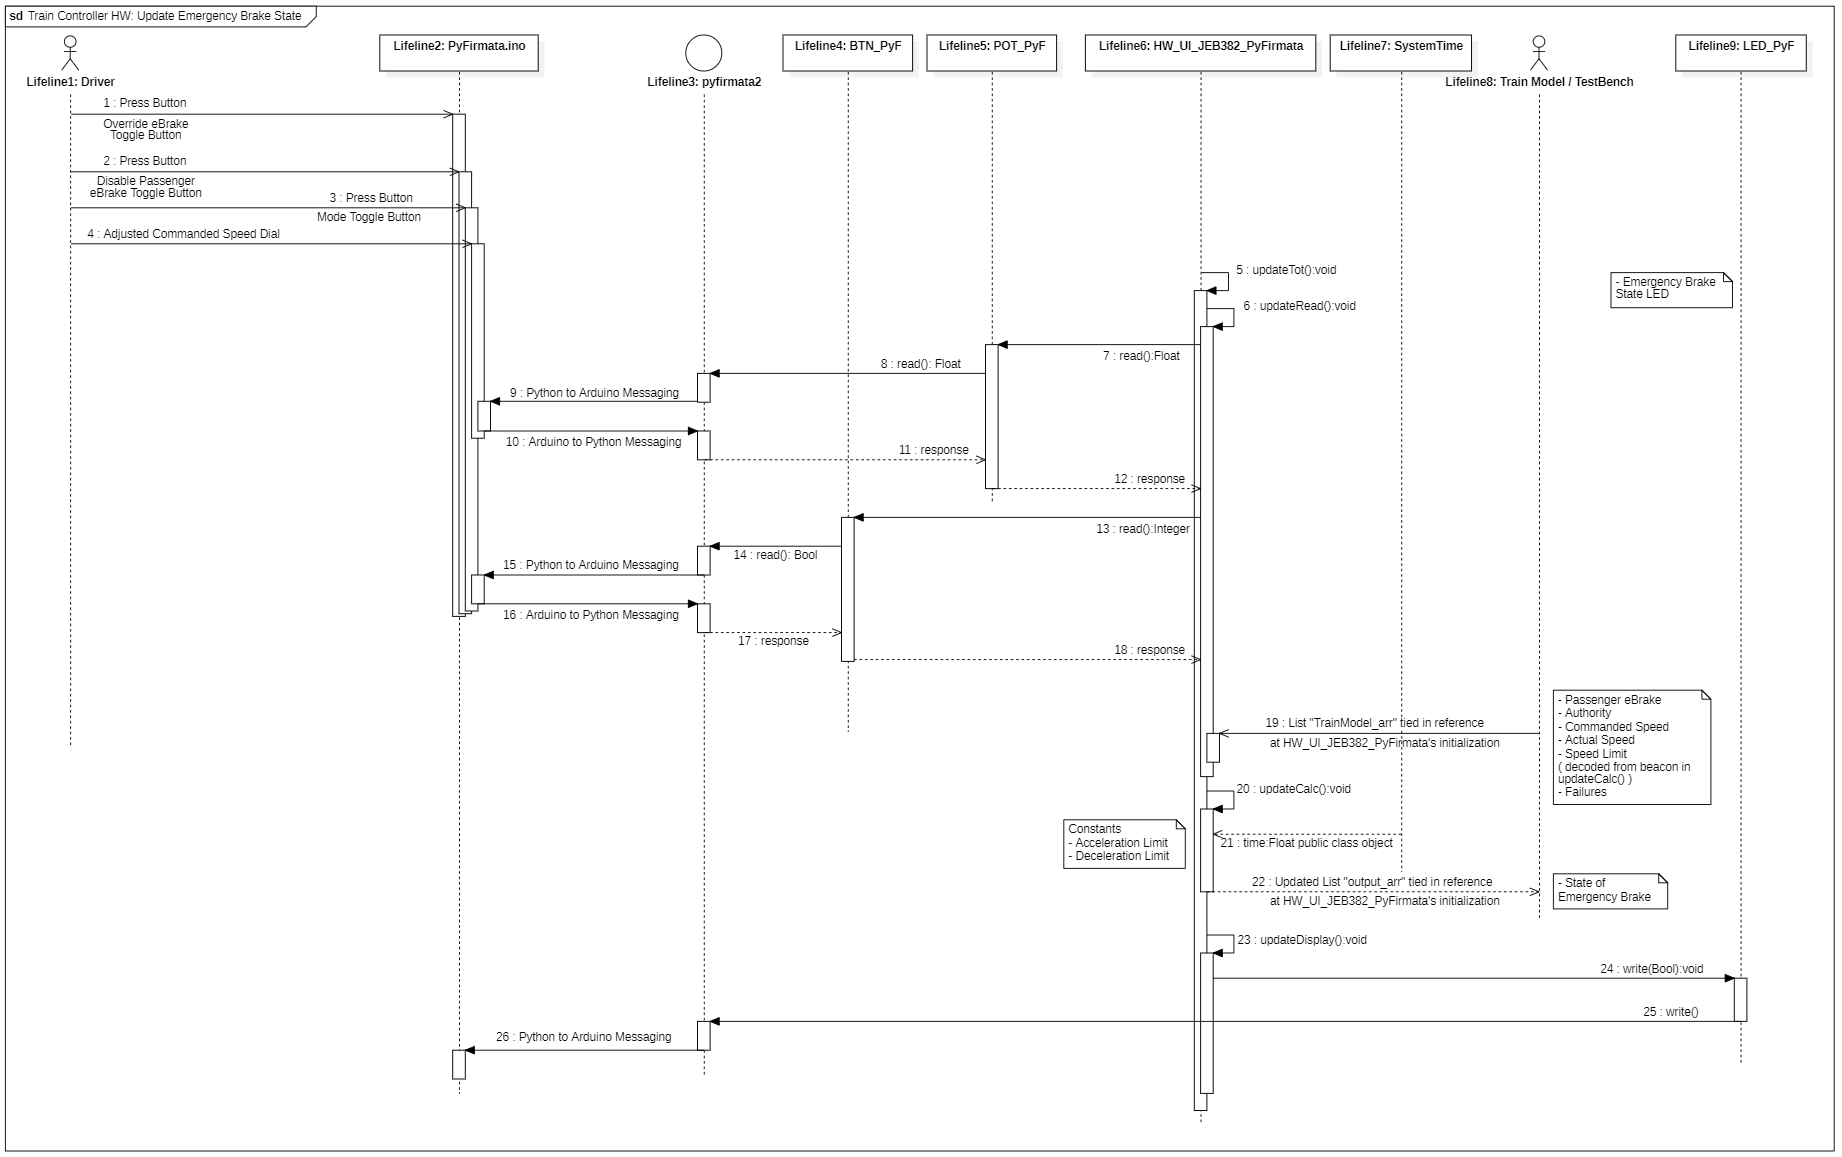 sd Train Controller HW: Update Emergency Brake State
Lifeline1: Driver
Lifeline2: PyFirmata.ino
Lifeline3: pyfirmata2
Lifeline4: BTN_PyF
Lifeline5: POT_PyF
Lifeline6: HW_UI_JEB382_PyFirmata
Lifeline7: SystemTime
Lifeline8: Train Model / TestBench
Lifeline9: LED_PyF
1 : Press Button
Override eBrake
Toggle Button
2 : Press Button
Disable Passenger
eBrake Toggle Button
3 : Press Button
Mode Toggle Button
4 : Adjusted Commanded Speed Dial
5 : updateTot():void
- Emergency Brake
State LED
6 : updateRead():void
7 : read():Float
8 : read(): Float
9 : Python to Arduino Messaging
10 : Arduino to Python Messaging
11 : response
12 : response
13 : read():Integer
14 : read(): Bool
15 : Python to Arduino Messaging
16 : Arduino to Python Messaging
17 : response
18 : response
19 : List "TrainModel_arr" tied in reference
at HW_UI_JEB382_PyFirmata's initialization
- Passenger eBrake
- Authority
- Commanded Speed
- Actual Speed
- Speed Limit
( decoded from beacon in
updateCalc() )
- Failures
20 : updateCalc():void
Constants
- Acceleration Limit
- Deceleration Limit
21 : time:Float public class object
22 : Updated List "output_arr" tied in reference
at HW_UI_JEB382_PyFirmata's initialization
- State of
Emergency Brake
23 : updateDisplay():void
24 : write(Bool):void
25 : write()
26 : Python to Arduino Messaging